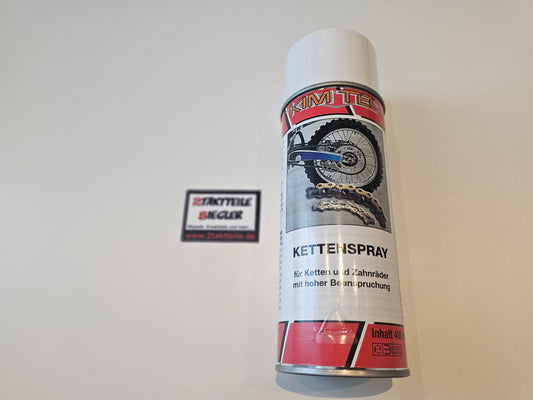 2TAKTTEILE
SIEGLER
www.2taktteile.de
KIM TEC
KETTENSPRAY
für Ketten und Zahnräder
mit hoher Beanspruchung
Inhalt 400